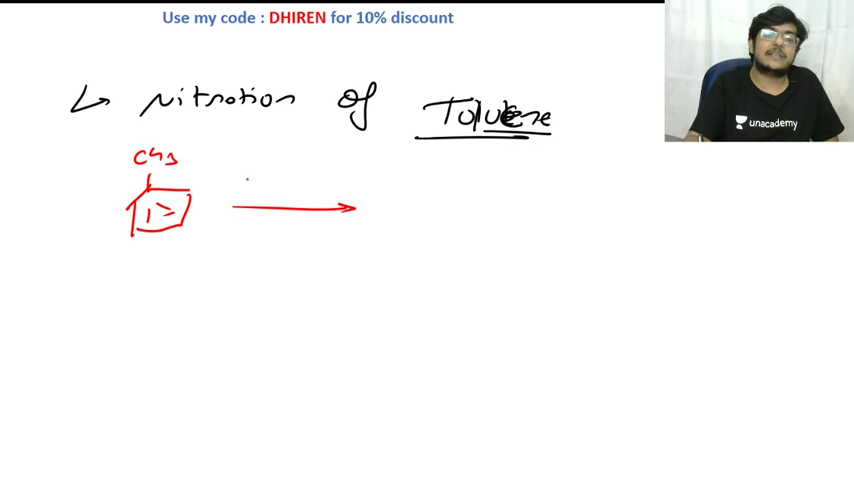 Use my code : DHIREN for 10% discount
unacademy
↳ Nitration of Toluene
CH3